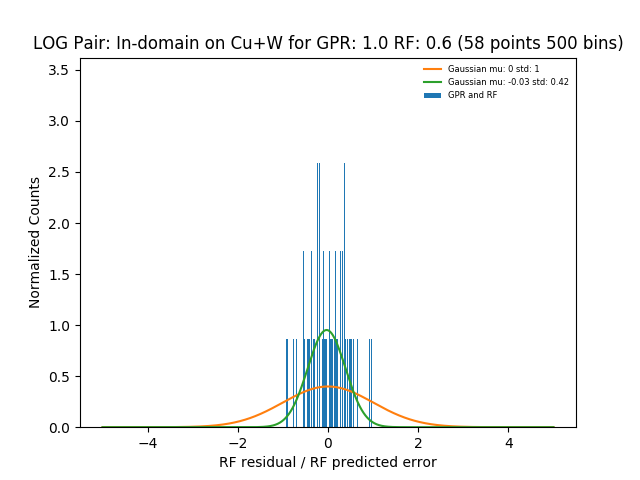 LOG Pair: In-domain on Cu+W for GPR: 1.0 RF: 0.6 (58 points 500 bins)
Gaussian mu: 0 std: 1
Gaussian mu: -0.03 std: 0.42
GPR and RF
Normalized Counts
3.5
3.0
2.5
2.0
1.5
1.0
0.5
0.0
−4 −2 0 2 4
RF residual / RF predicted error